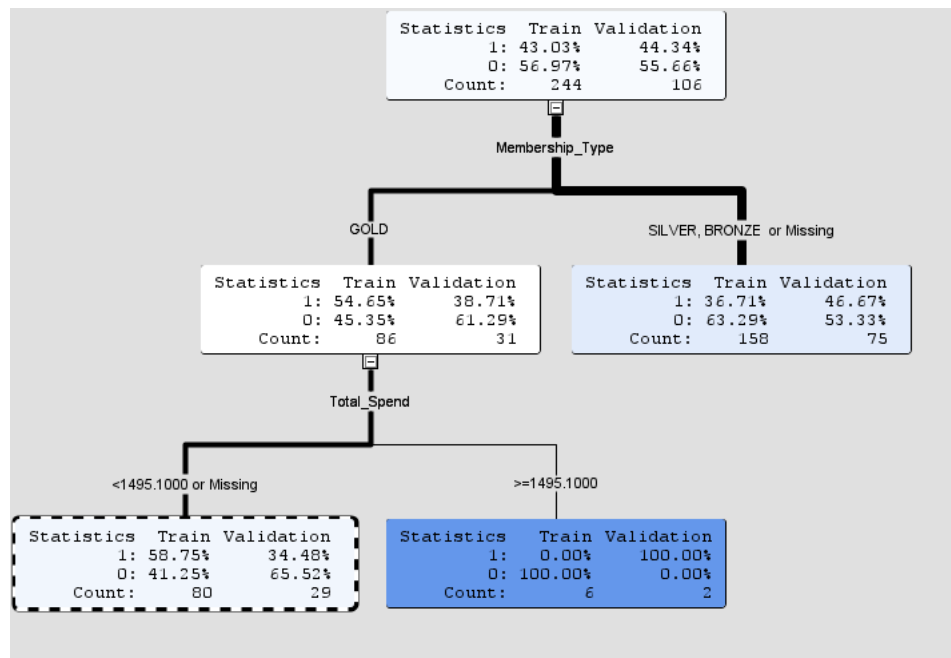 Statistics Train Validation
1: 43.03% 44.34%
0: 56.97% 55.66%
Count: 244 106
Membership_Type
GOLD
SILVER, BRONZE or Missing
Statistics Train Validation
1: 54.65% 38.71%
0: 45.35% 61.29%
Count: 86 31
Statistics Train Validation
1: 36.71% 46.67%
0: 63.29% 53.33%
Count: 158 75
Total_Spend
<1495.1000 or Missing
>=1495.1000
Statistics Train Validation
1: 58.75% 34.48%
0: 41.25% 65.52%
Count: 80 29
Statistics Train Validation
1: 0.00% 100.00%
0: 100.00% 0.00%
Count: 6 2